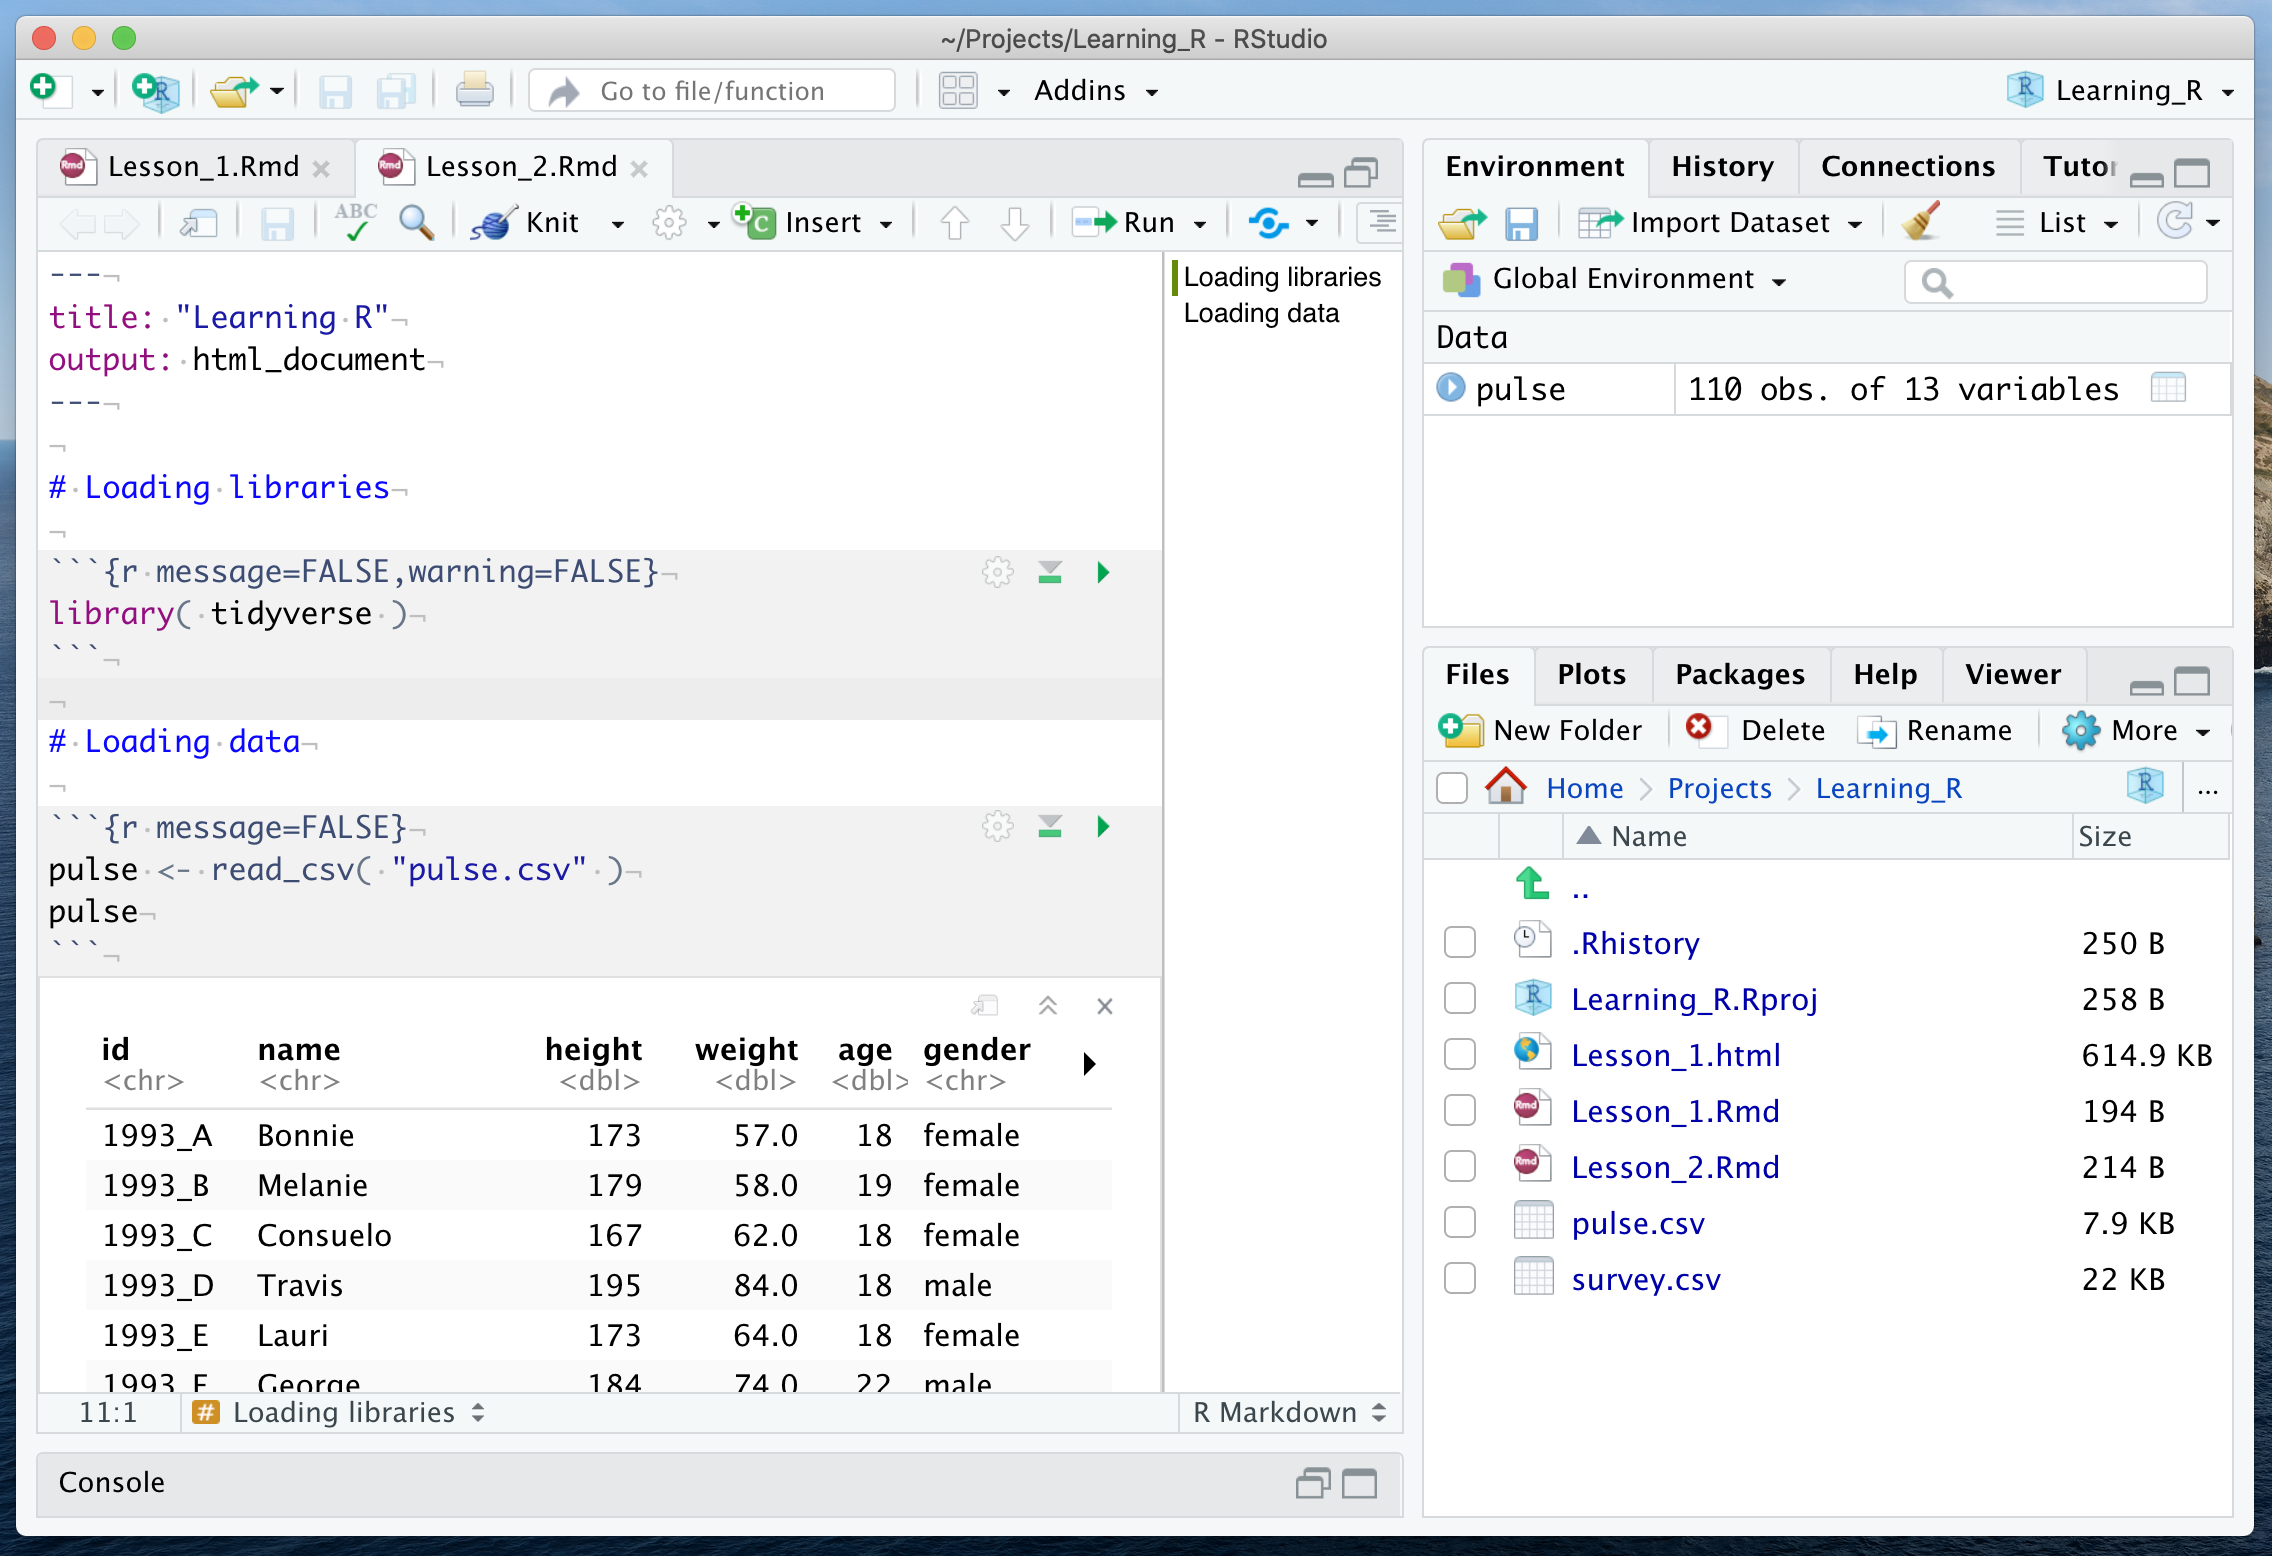 ~/Projects/Learning_R - RStudio
Go to file/function
Addins
Learning_R
Lesson_1.Rmd
Lesson_2.Rmd
ABC
Knit
Insert
Run
---
title: "Learning R"
output: html_document
---
# Loading libraries
```{r message=FALSE,warning=FALSE}
library( tidyverse )
```
# Loading data
```{r message=FALSE}
pulse <- read_csv( "pulse.csv" )
pulse
```
id name height weight age gender
<chr> <chr> <dbl> <dbl> <dbl> <chr>
1993_A Bonnie 173 57.0 18 female
1993_B Melanie 179 58.0 19 female
1993_C Consuelo 167 62.0 18 female
1993_D Travis 195 84.0 18 male
1993_E Lauri 173 64.0 18 female
1993_F George 184 74.0 22 male
11:1 # Loading libraries R Markdown
Console
Loading libraries
Loading data
Environment History Connections Tutor
Import Dataset List
Global Environment
Data
pulse 110 obs. of 13 variables
Files Plots Packages Help Viewer
New Folder Delete Rename More
Home Projects Learning_R R ...
Name Size
..
.Rhistory 250 B
Learning_R.Rproj 258 B
Lesson_1.html 614.9 KB
Lesson_1.Rmd 194 B
Lesson_2.Rmd 214 B
pulse.csv 7.9 KB
survey.csv 22 KB